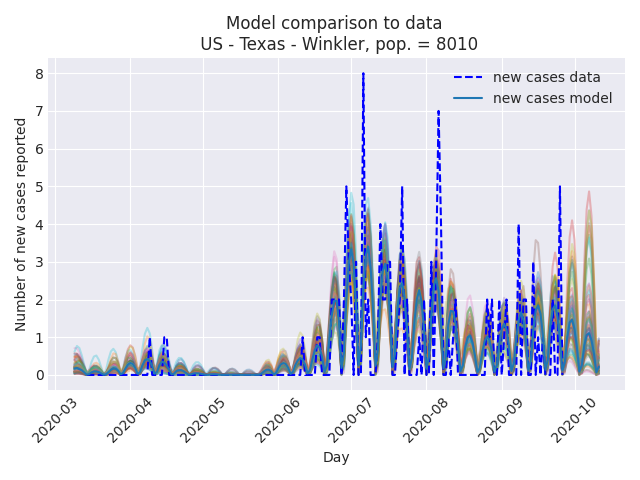 Model comparison to data
US - Texas - Winkler, pop. = 8010
new cases data
new cases model
Number of new cases reported
8
7
6
5
4
3
2
1
0
2020-03
2020-04
2020-05
2020-06
2020-07
2020-08
2020-09
2020-10
Day